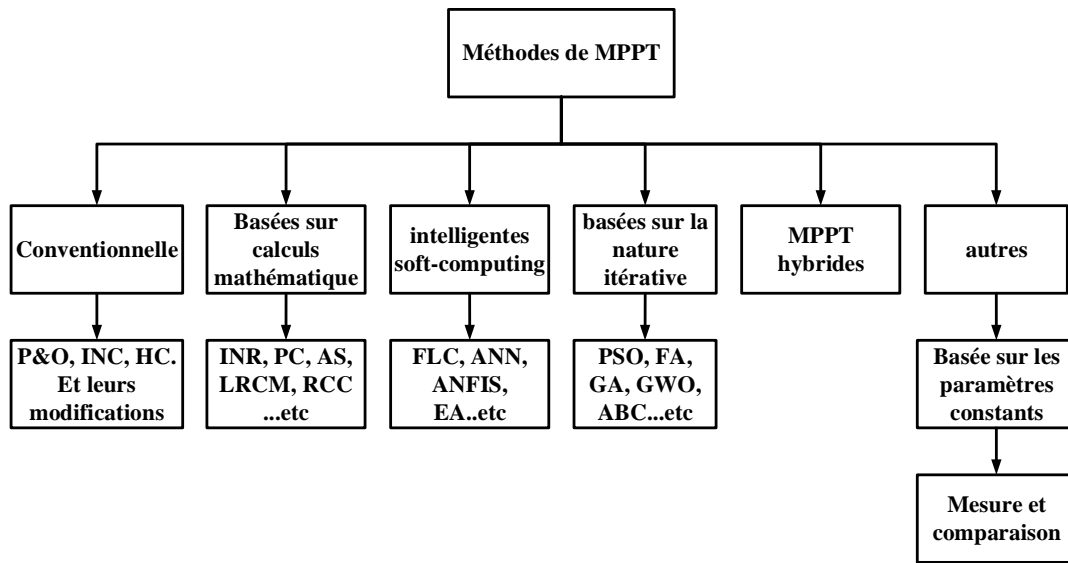 Méthodes de MPPT
Conventionnelle
Basées sur
calculs
mathématique
intelligentes
soft-computing
basées sur la
nature
itérative
MPPT
hybrides
autres
P&O, INC, HC.
Et leurs
modifications
INR, PC, AS,
LRCM, RCC
...etc
FLC, ANN,
ANFIS,
EA..etc
PSO, FA,
GA, GWO,
ABC...etc
Basée sur les
paramètres
constants
Mesure et
comparaison